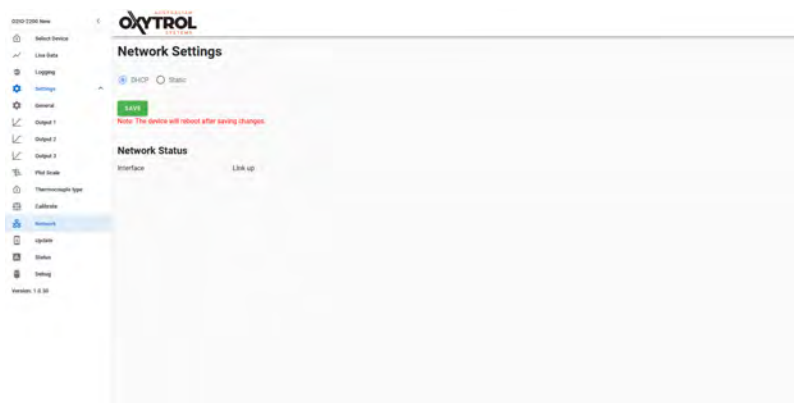 O2IO-2200 New
AUSTRALIAN
OXYTROL
SYSTEMS
Select Device
Live Data
Logging
Settings
General
Output 1
Output 2
Output 3
Pfid Scale
Thermocouple type
Calibrate
Network
Update
Status
Debug
Version: 1.0.30
Network Settings
DHCP
Static
SAVE
Note: The device will reboot after saving changes.
Network Status
Interface
Link up